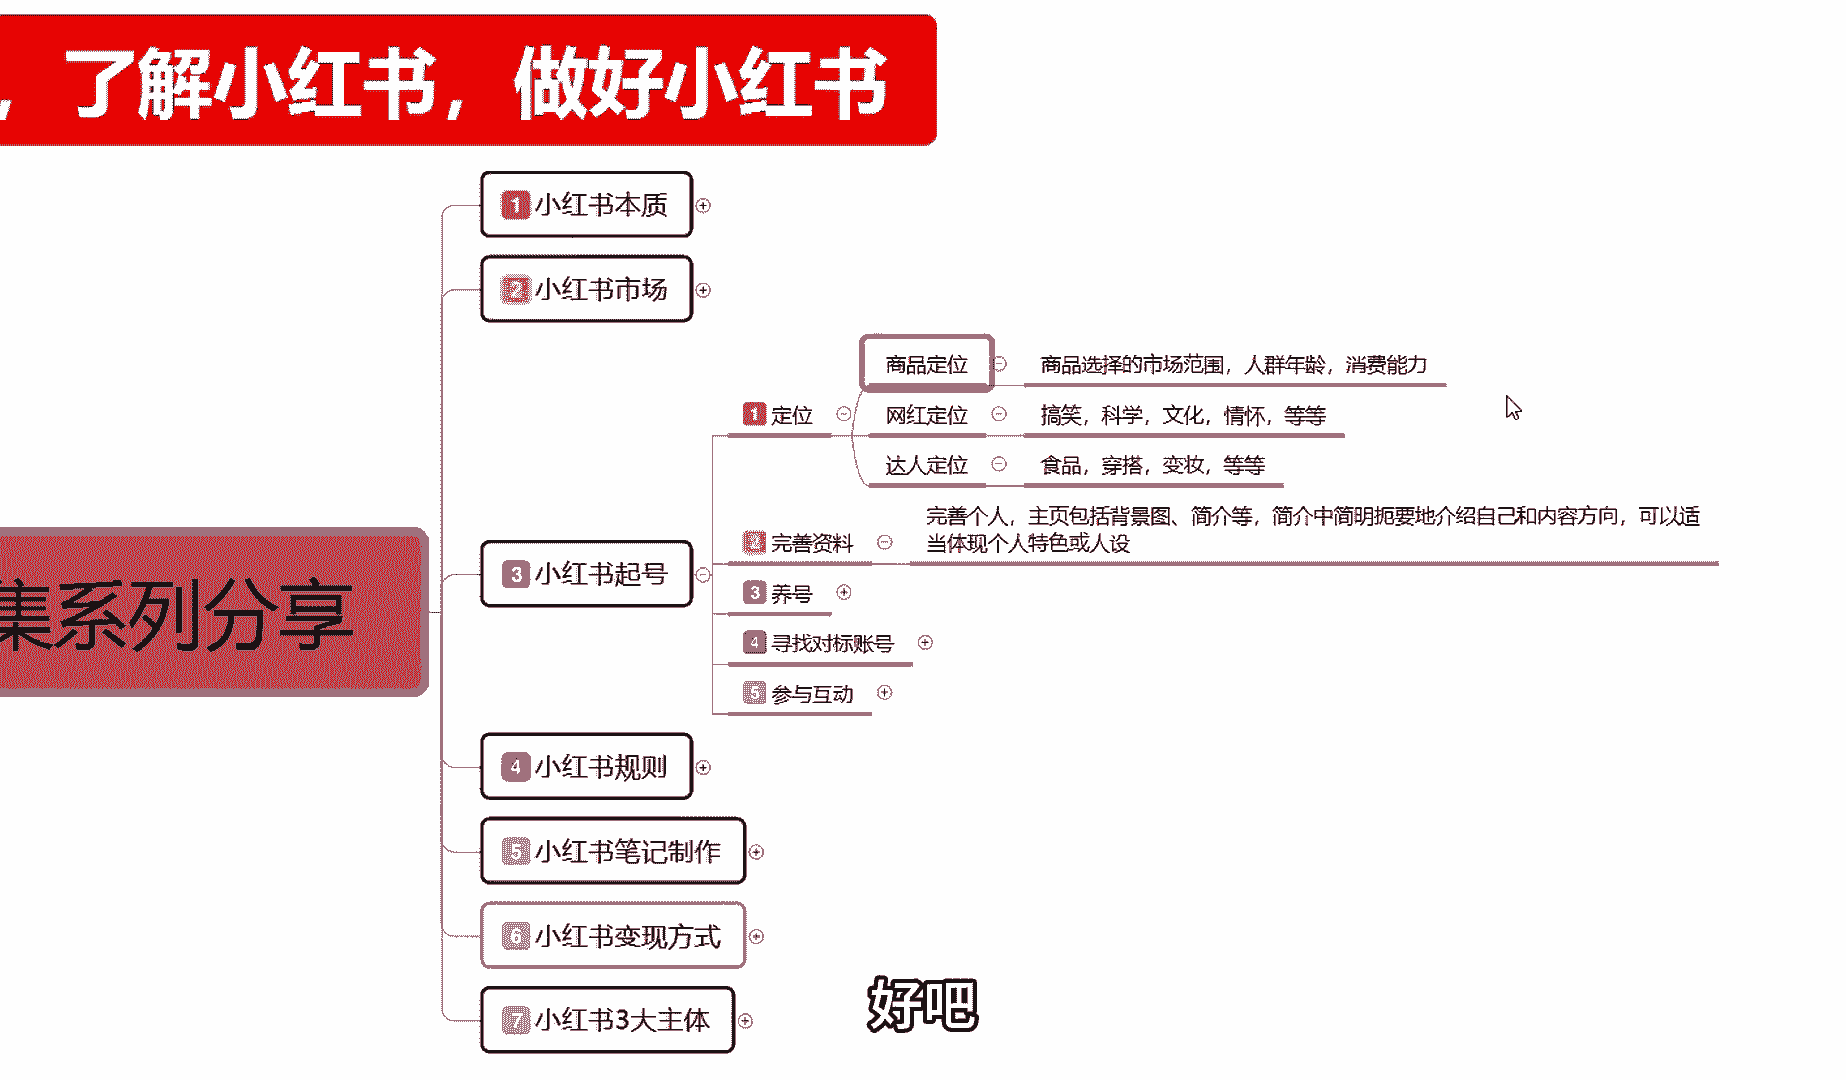 ，了解小红书，做好小红书
1 小红书本质
2 小红书市场
商品定位
商品选择的市场范围，人群年龄，消费能力
1 定位
网红定位
搞笑，科学，文化，情怀，等等
达人定位
食品，穿搭，变妆，等等
完善个人，主页包括背景图、简介等，简介中简明扼要地介绍自己和内容方向，可以适
当体现个人特色或人设
2 完善资料
3 小红书起号
3 养号
集系列分享
4 寻找对标账号
5 参与互动
4 小红书规则
5 小红书笔记制作
6 小红书变现方式
好吧
7 小红书3大主体